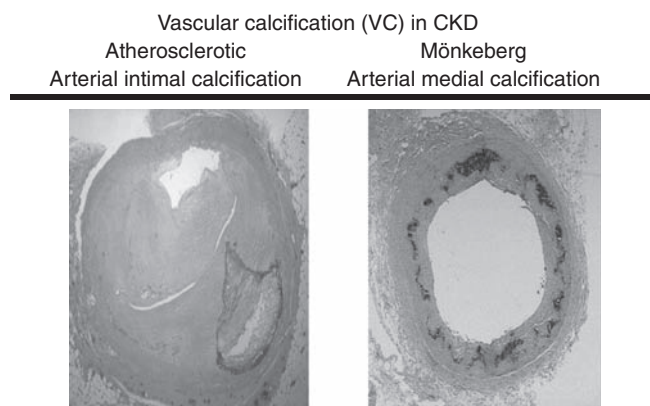 Vascular calcification (VC) in CKD
Atherosclerotic Mönkeberg
Arterial intimal calcification Arterial medial calcification